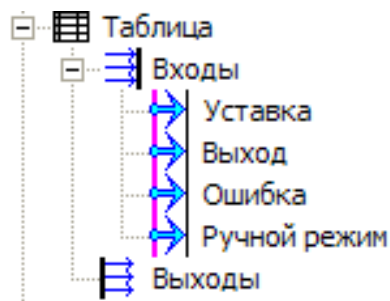 Таблица
Входы
Уставка
Выход
Ошибка
Ручной режим
Выходы